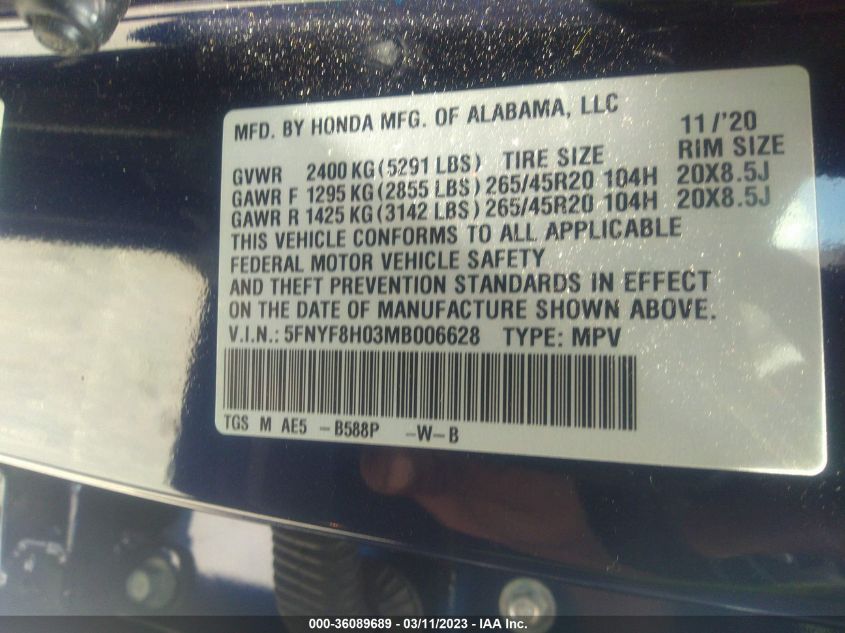 MFD. BY HONDA MFG. OF ALABAMA, LLC 11/'20
GVWR 2400 KG (5291 LBS) TIRE SIZE RIM SIZE
GAWR F 1295 KG (2855 LBS) 265/45R20 104H 20X8.5J
GAWR R 1425 KG (3142 LBS) 265/45R20 104H 20X8.5J
THIS VEHICLE CONFORMS TO ALL APPLICABLE
FEDERAL MOTOR VEHICLE SAFETY
AND THEFT PREVENTION STANDARDS IN EFFECT
ON THE DATE OF MANUFACTURE SHOWN ABOVE.
V.I.N.: 5FNYF8H03MB006628 TYPE: MPV
TGS M AE5 -B588P -W-B
000-36089689 - 03/11/2023 - IAA Inc.